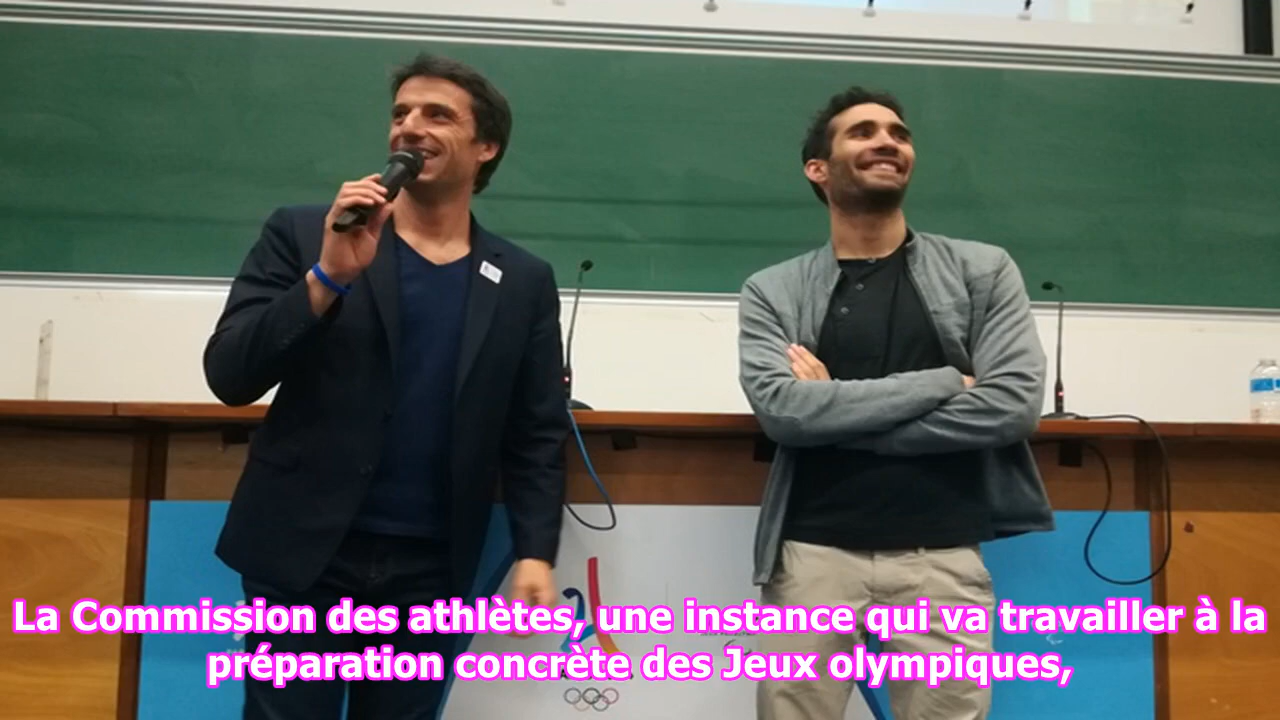 La Commission des athlètes, une instance qui va travailler à la
préparation concrète des Jeux olympiques,